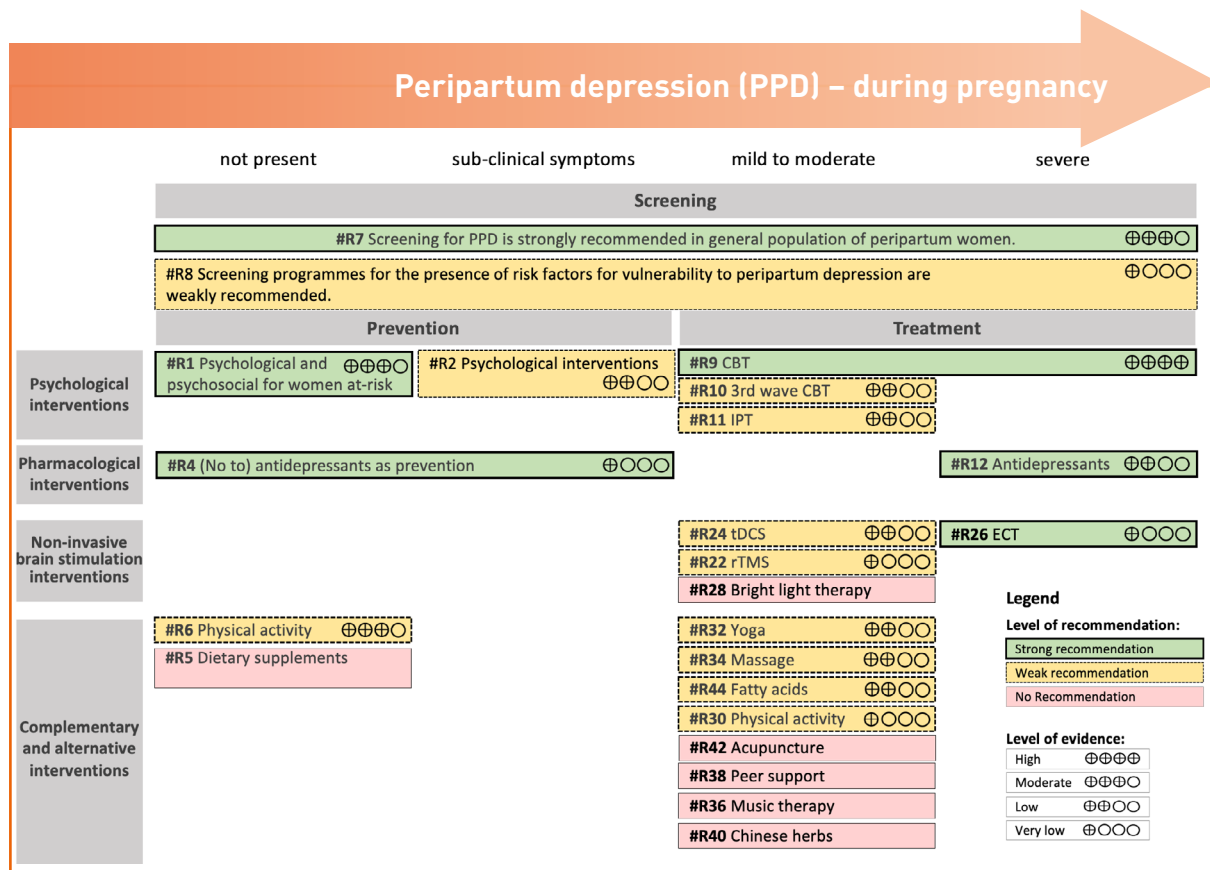 Peripartum depression (PPD) – during pregnancy
not present
sub-clinical symptoms
mild to moderate
severe
Screening
#R7 Screening for PPD is strongly recommended in general population of peripartum women. ⊕⊕⊕○
#R8 Screening programmes for the presence of risk factors for vulnerability to peripartum depression are ⊕○○○
weakly recommended.
Prevention
Treatment
Psychological
interventions
#R1 Psychological and ⊕⊕⊕○
psychosocial for women at-risk
#R2 Psychological interventions
⊕⊕○○
#R9 CBT ⊕⊕⊕⊕
#R10 3rd wave CBT ⊕⊕○○
#R11 IPT ⊕⊕○○
Pharmacological
interventions
#R4 (No to) antidepressants as prevention ⊕○○○
#R12 Antidepressants ⊕⊕○○
Non-invasive
brain stimulation
interventions
#R24 tDCS ⊕⊕○○
#R22 rTMS ⊕○○○
#R28 Bright light therapy
#R26 ECT ⊕○○○
Complementary
and alternative
interventions
#R6 Physical activity ⊕⊕⊕○
#R5 Dietary supplements
#R32 Yoga ⊕⊕○○
#R34 Massage ⊕⊕○○
#R44 Fatty acids ⊕⊕○○
#R30 Physical activity ⊕○○○
#R42 Acupuncture
#R38 Peer support
#R36 Music therapy
#R40 Chinese herbs
Legend
Level of recommendation:
Strong recommendation
Weak recommendation
No Recommendation
Level of evidence:
High ⊕⊕⊕⊕
Moderate ⊕⊕⊕○
Low ⊕⊕○○
Very low ⊕○○○